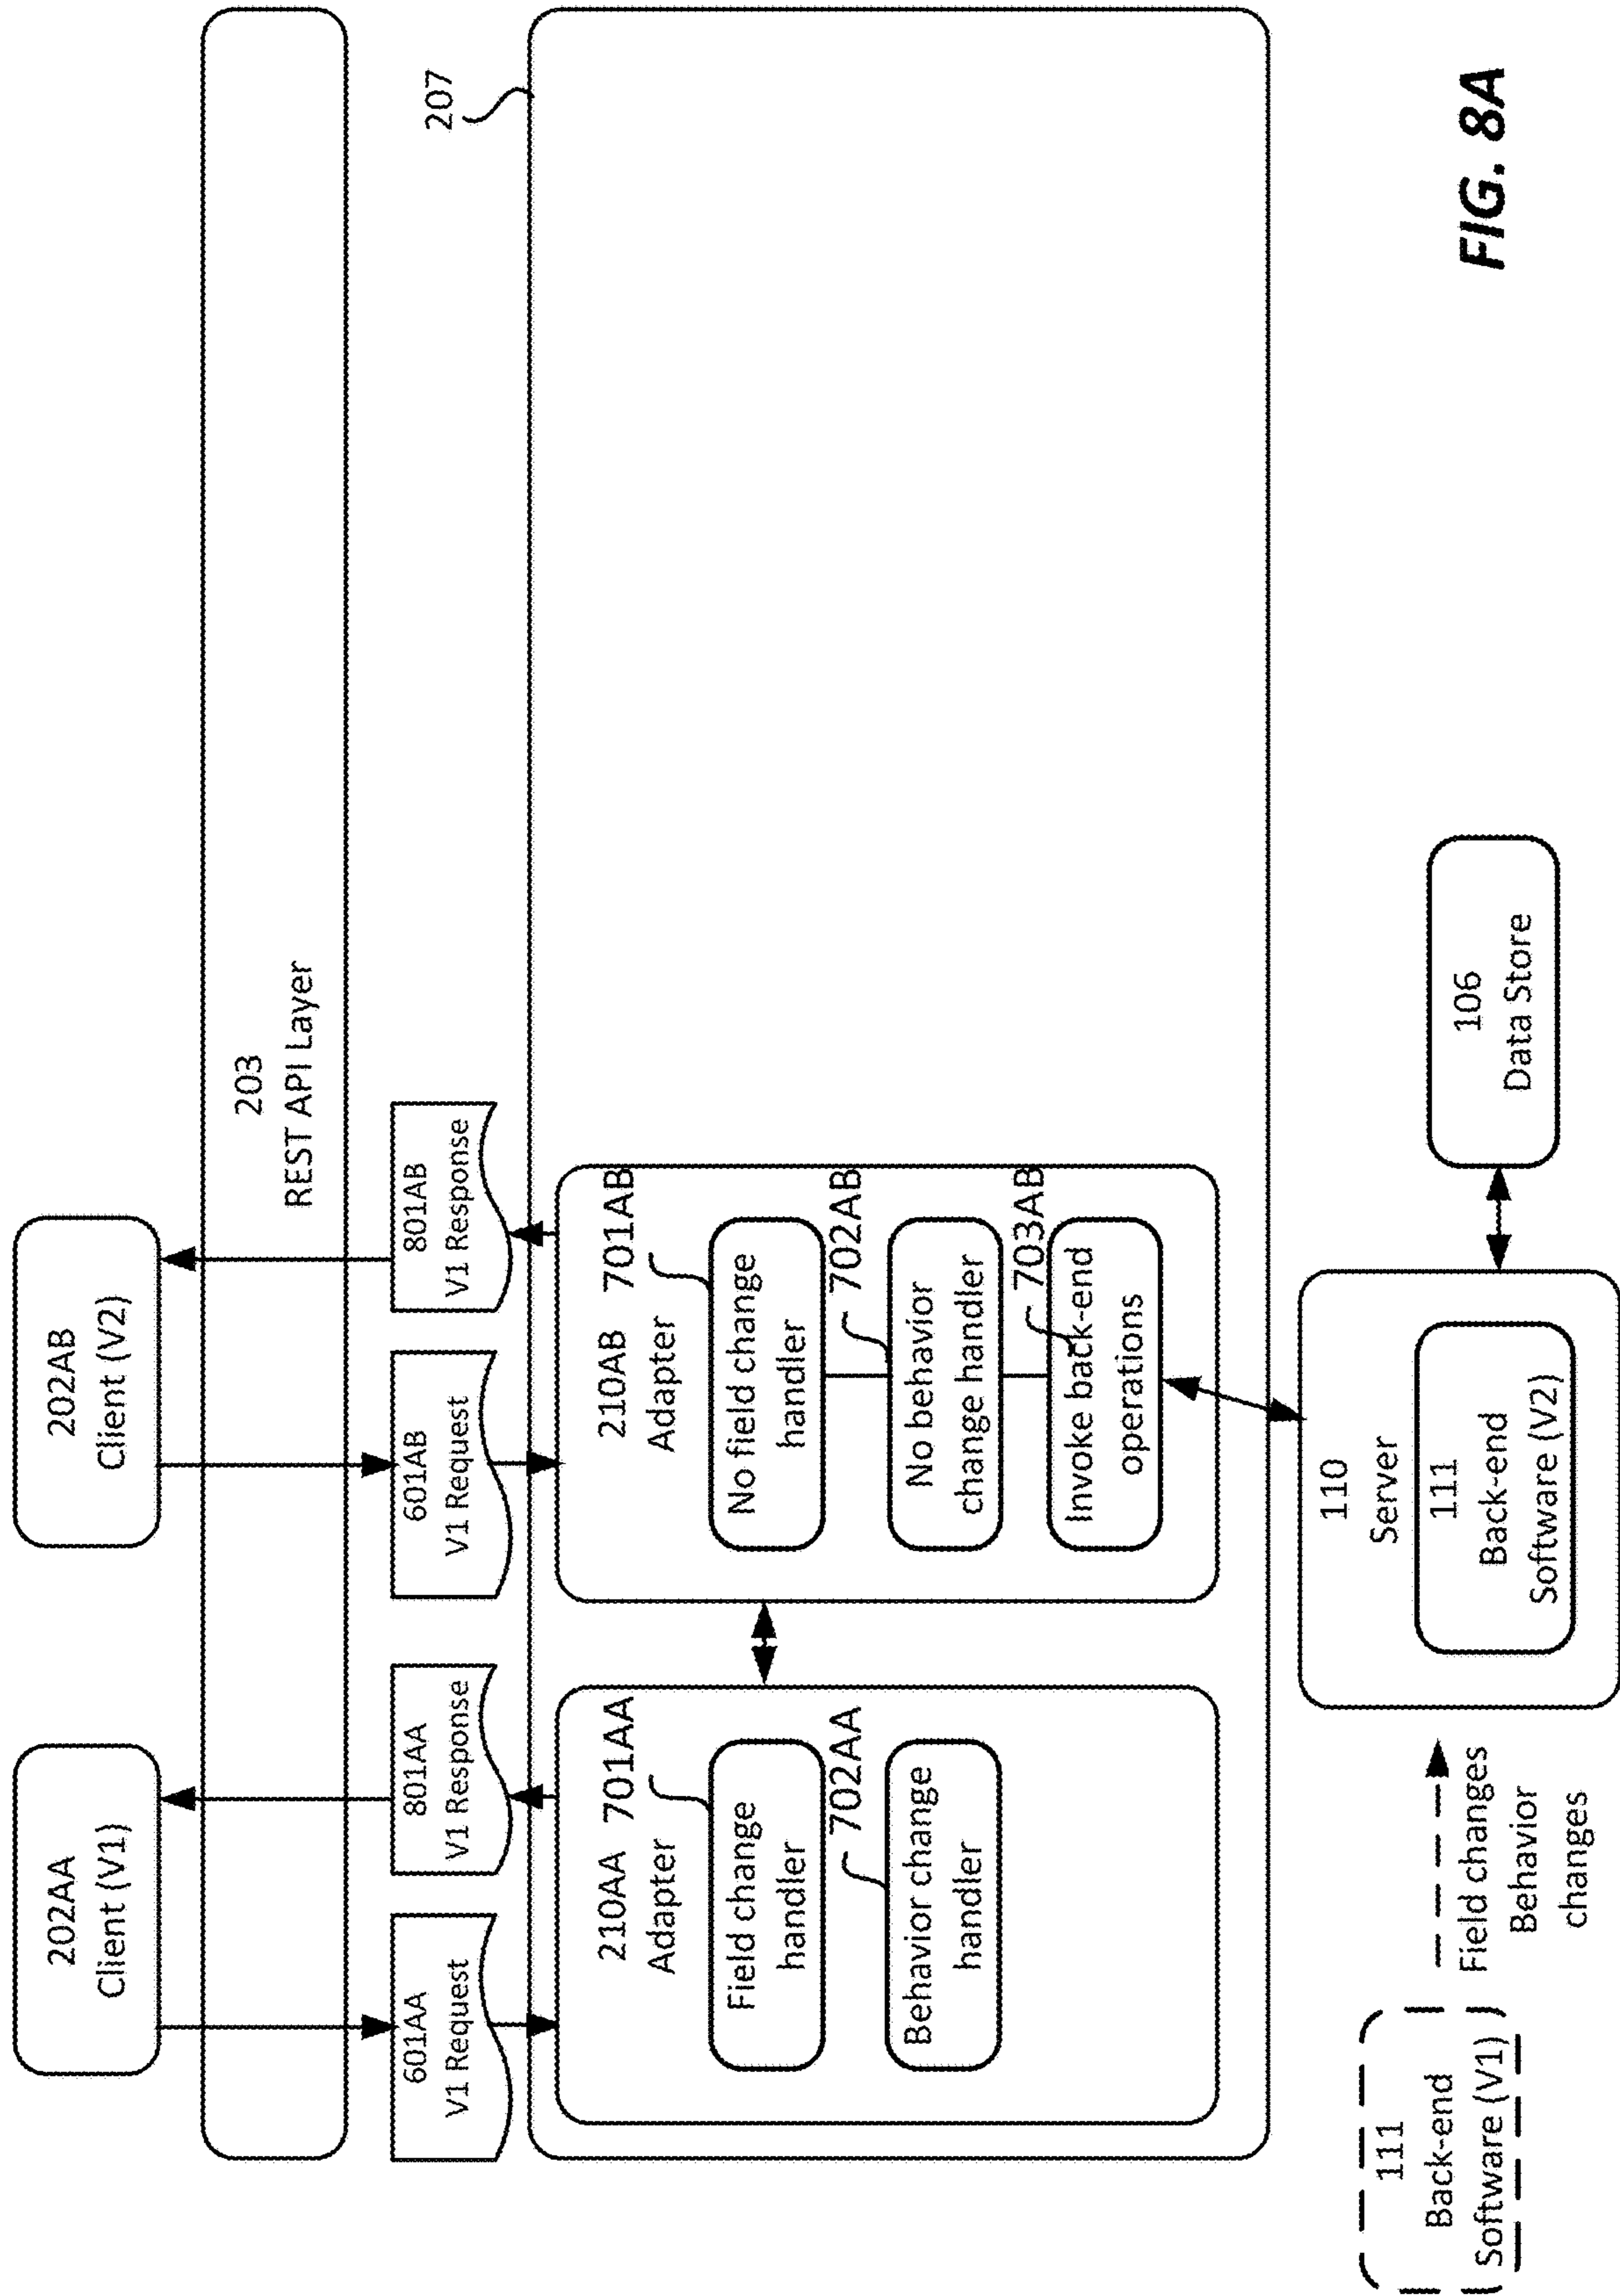 202AA
Client (V1)
202AB
Client (V2)
203
REST API Layer
601AA
V1 Request
801AA
V1 Response
601AB
V1 Request
801AB
V1 Response
207
210AA
Adapter
701AA
Field change
handler
702AA
Behavior change
handler
210AB
Adapter
701AB
No field change
handler
702AB
No behavior
change handler
703AB
Invoke back-end
operations
111
Back-end
Software (V1)
Field changes
Behavior
changes
110
Server
111
Back-end
Software (V2)
106
Data Store
FIG. 8A